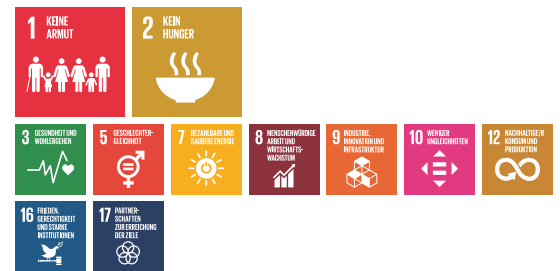 1 KEINE
ARMUT
2 KEIN
HUNGER
3 GESUNDHEIT UND
WOHLERGEHEN
5 GESCHLECHTER-
GLEICHHEIT
7 BEZAHLBARE UND
SAUBERE ENERGIE
8 MENSCHENWÜRDIGE
ARBEIT UND
WIRTSCHAFTS-
WACHSTUM
9 INDUSTRIE,
INNOVATION UND
INFRASTRUKTUR
10 WENIGER
UNGLEICHHEITEN
12 NACHHALTIGE/R
KONSUM UND
PRODUKTION
16 FRIEDEN,
GERECHTIGKEIT
UND STARKE
INSTITUTIONEN
17 PARTNER-
SCHAFTEN
ZUR ERREICHUNG
DER ZIELE